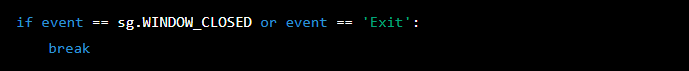 if event == sg.WINDOW_CLOSED or event == 'Exit':
    break